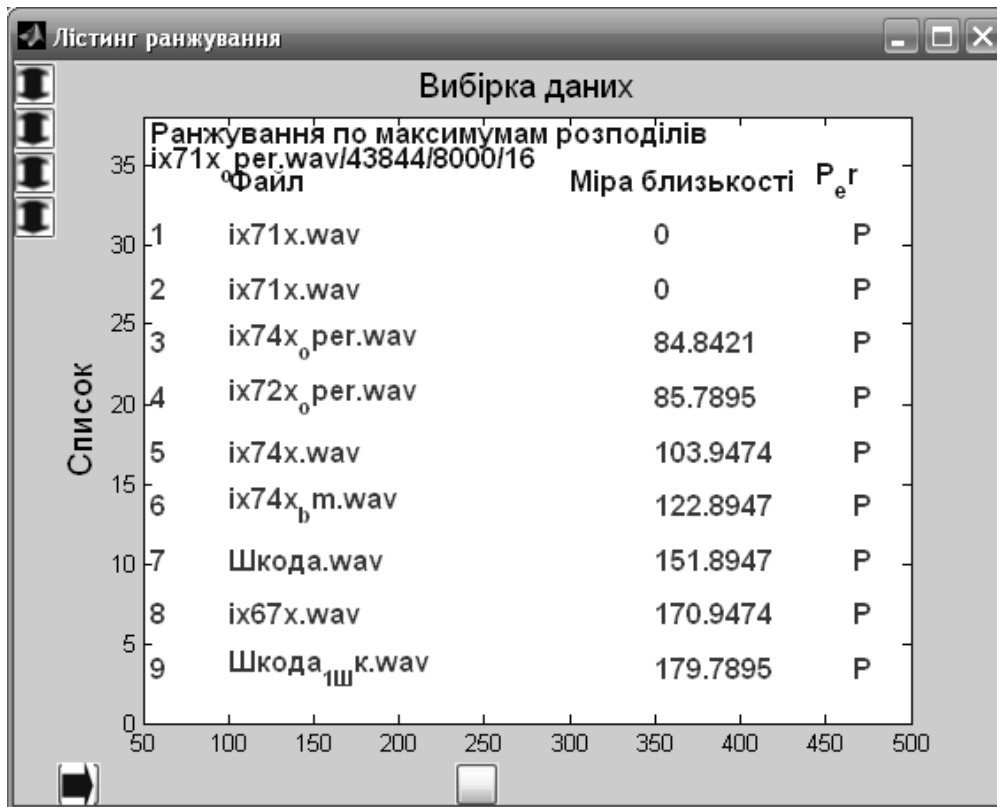 Лістинг ранжування
Вибірка даних
Ранжування по максимумам розподілів
ix71x_oper.wav/43844/8000/16
Файл Міра близькості P_er
1 ix71x.wav 0 P
2 ix71x.wav 0 P
3 ix74x_oper.wav 84.8421 P
4 ix72x_oper.wav 85.7895 P
5 ix74x.wav 103.9474 P
6 ix74x_bm.wav 122.8947 P
7 Шкода.wav 151.8947 P
8 ix67x.wav 170.9474 P
9 Шкода_1Шк.wav 179.7895 P
Список
35
30
25
20
15
10
5
0
50 100 150 200 250 300 350 400 450 500